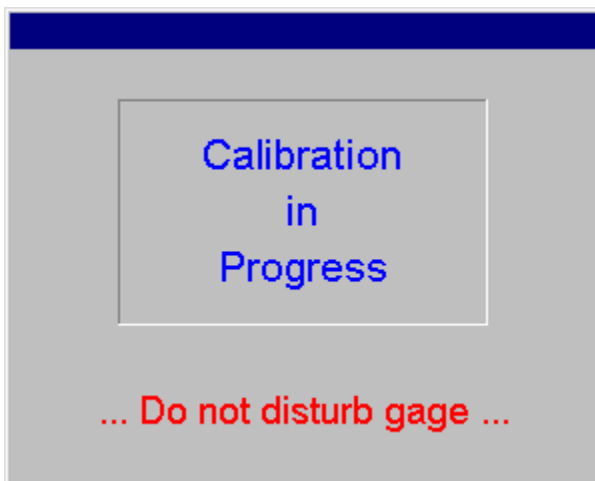 Calibration
in
Progress
... Do not disturb gage ...